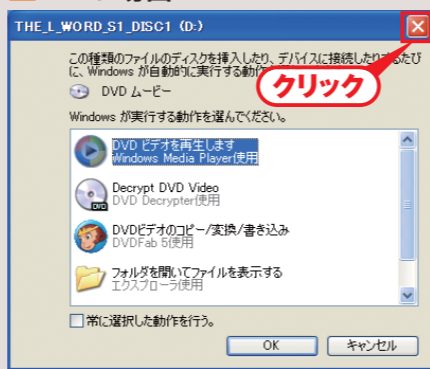 THE_L_WORD_S1_DISC1 (D:)
この種類のファイルのディスクを挿入したり、デバイスに接続したりするたび
に、Windows が自動的に実行する動作
クリック
DVD ムービー
Windows が実行する動作を選んでください。
DVD ビデオを再生します
Windows Media Player使用
Decrypt DVD Video
DVD Decrypter使用
DVD
DVDビデオのコピー/変換/書き込み
DVDFab 5使用
フォルダを開いてファイルを表示する
エクスプローラ使用
常に選択した動作を行う。
OK
キャンセル